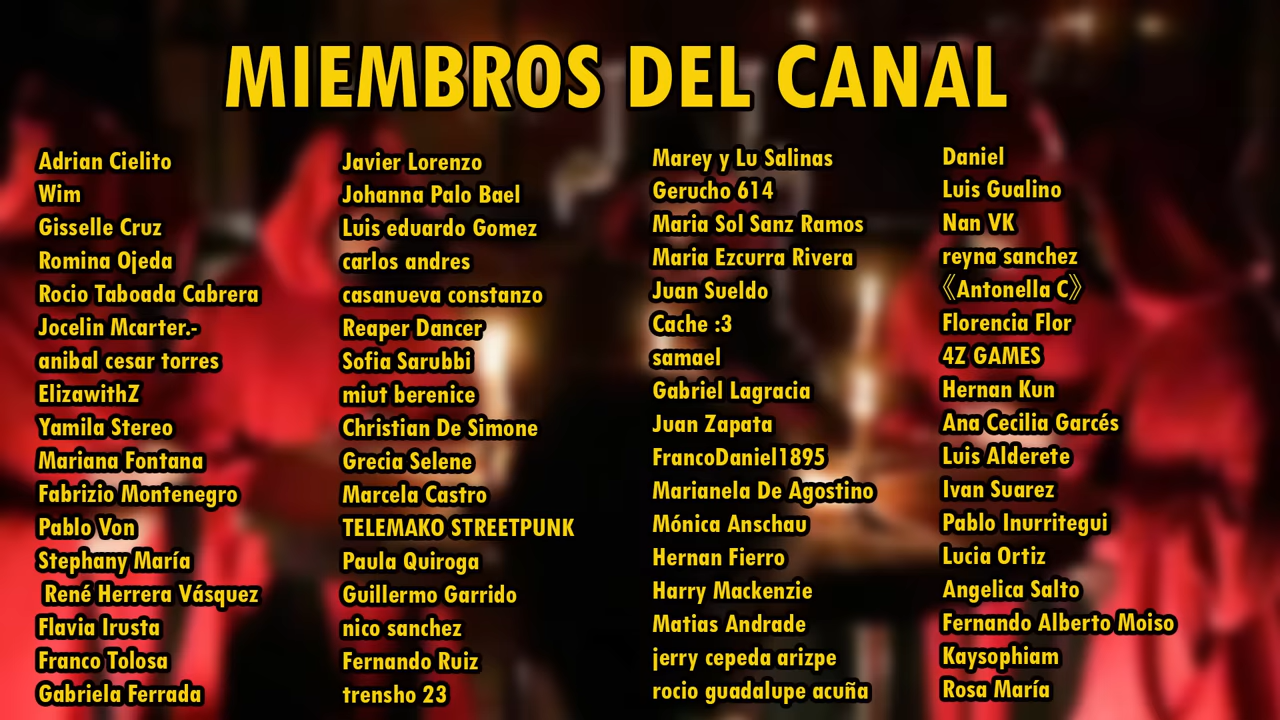 MIEMBROS DEL CANAL
Adrian Cielito
Wim
Gisselle Cruz
Romina Ojeda
Rocio Taboada Cabrera
Jocelin Mcarter.-
anibal cesar torres
ElizawithZ
Yamila Stereo
Mariana Fontana
Fabrizio Montenegro
Pablo Von
Stephany María
René Herrera Vásquez
Flavia Irusta
Franco Tolosa
Gabriela Ferrada
Javier Lorenzo
Johanna Palo Bael
Luis eduardo Gomez
carlos andres
casanueva constanzo
Reaper Dancer
Sofia Sarubbi
miut berenice
Christian De Simone
Grecia Selene
Marcela Castro
TELEMAKO STREETPUNK
Paula Quiroga
Guillermo Garrido
nico sanchez
Fernando Ruiz
trensho 23
Marey y Lu Salinas
Gerucho 614
Maria Sol Sanz Ramos
Maria Ezcurra Rivera
Juan Sueldo
Cache :3
samael
Gabriel Lagracia
Juan Zapata
FrancoDaniel1895
Marianela De Agostino
Mónica Anschau
Hernan Fierro
Harry Mackenzie
Matias Andrade
jerry cepeda arizpe
rocio guadalupe acuña
Daniel
Luis Gualino
Nan VK
reyna sanchez
《Antonella C》
Florencia Flor
4Z GAMES
Hernan Kun
Ana Cecilia Garcés
Luis Alderete
Ivan Suarez
Pablo Inurritegui
Lucia Ortiz
Angelica Salto
Fernando Alberto Moiso
Kaysophiam
Rosa María